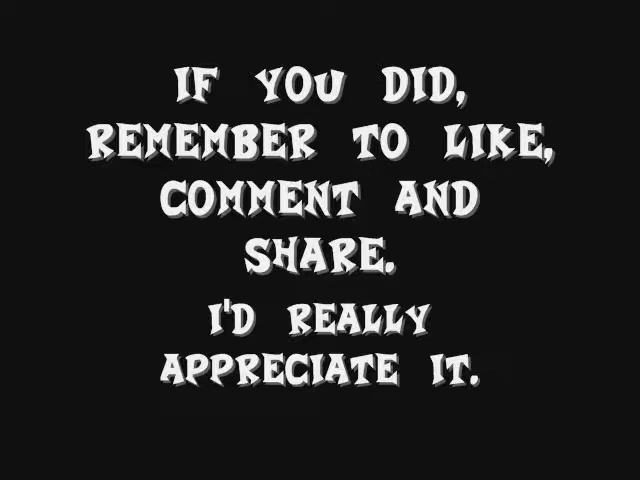 IF YOU DID,
REMEMBER TO LIKE,
COMMENT AND
SHARE.
I'D REALLY
APPRECIATE IT.